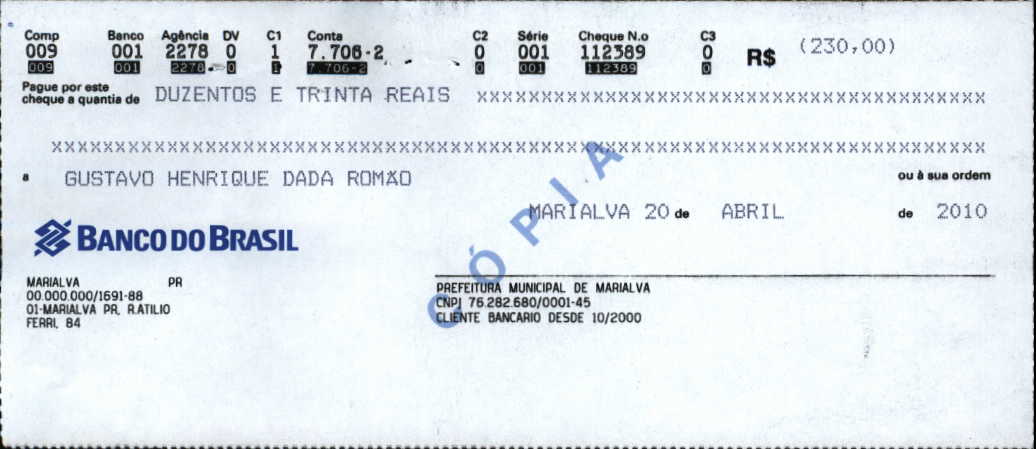 Comp Banco Agência DV C1 Conta C2 Série Cheque N.o C3
009 001 2278 0 1 7.706-2 0 001 112389 0 R$ (230,00)
009 001 2278 0 1 7.706-2 0 001 112389 0
Pague por este
cheque a quantia de DUZENTOS E TRINTA REAIS XXXXXXXXXXXXXXXXXXXXXXXXXXXXXXXXXXXXXXXXXXXXX
XXXXXXXXXXXXXXXXXXXXXXXXXXXXXXXXXXXXXXXXXXXXXXXXXXXXXXXXXXXXXXXXXXXXXXXXXXXXXXXXX
a GUSTAVO HENRIQUE DADA ROMÃO ou à sua ordem
MARIALVA 20 de ABRIL de 2010
CÓPIA
BANCO DO BRASIL
MARIALVA PR
00.000.000/1691-88
01-MARIALVA PR, R.ATILIO
FERRI, 84
PREFEITURA MUNICIPAL DE MARIALVA
CNPJ 76.282.680/0001-45
CLIENTE BANCARIO DESDE 10/2000